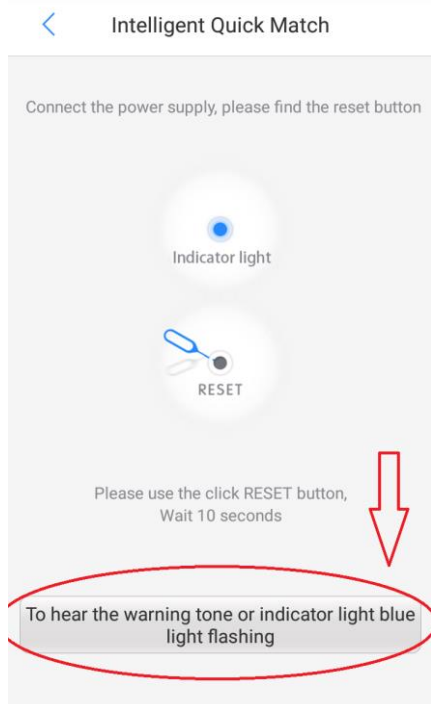 Intelligent Quick Match
Connect the power supply, please find the reset button
Indicator light
RESET
Please use the click RESET button,
Wait 10 seconds
To hear the warning tone or indicator light blue
light flashing